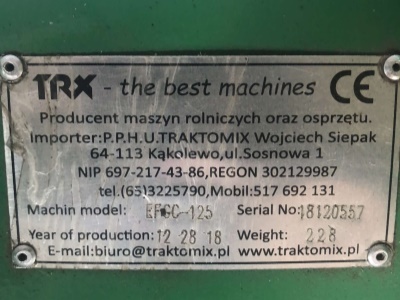 TRX - the best machines CE
Producent maszyn rolniczych oraz osprzętu.
Importer:P.P.H.U.TRAKTOMIX Wojciech Siepak
64-113 Kąkolewo,ul.Sosnowa 1
NIP 697-217-43-86,REGON 302129987
tel.(65)3225790,Mobil:517 692 131
Machin model: EFGC-125 Serial No:18120557
Year of production: 12 28 18 Weight: 228
E-mail:biuro@traktomix.pl www.traktomix.pl